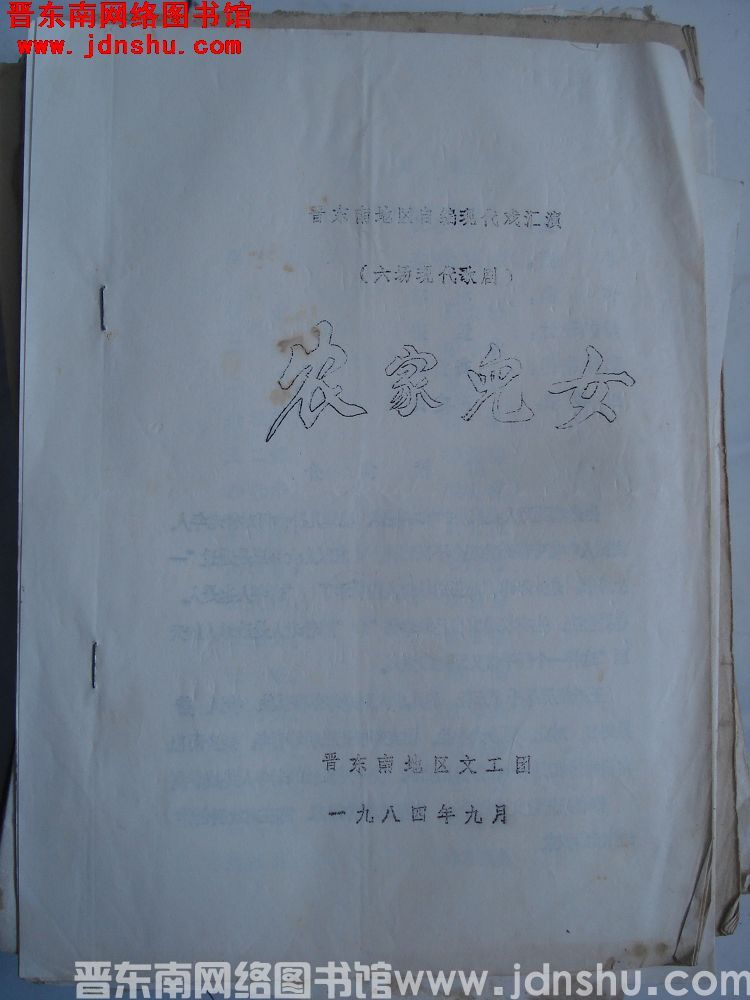 晋东南网络图书馆
www.jdnshu.com
晋东南地区自编现代戏汇演
（六场现代歌剧）
农家儿女
晋东南地区文工团
一九八四年九月
晋东南网络图书馆www.jdnshu.com